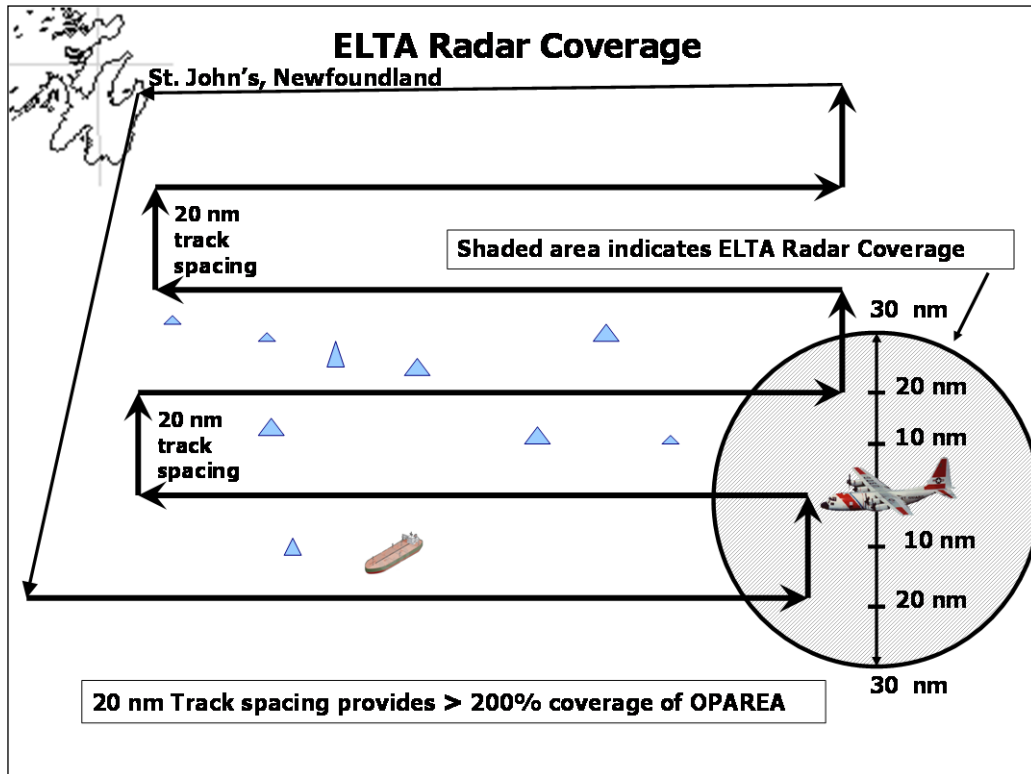 ELTA Radar Coverage
St. John's, Newfoundland
20 nm
track
spacing
Shaded area indicates ELTA Radar Coverage
30 nm
20 nm
10 nm
20 nm
track
spacing
10 nm
20 nm
30 nm
20 nm Track spacing provides > 200% coverage of OPAREA